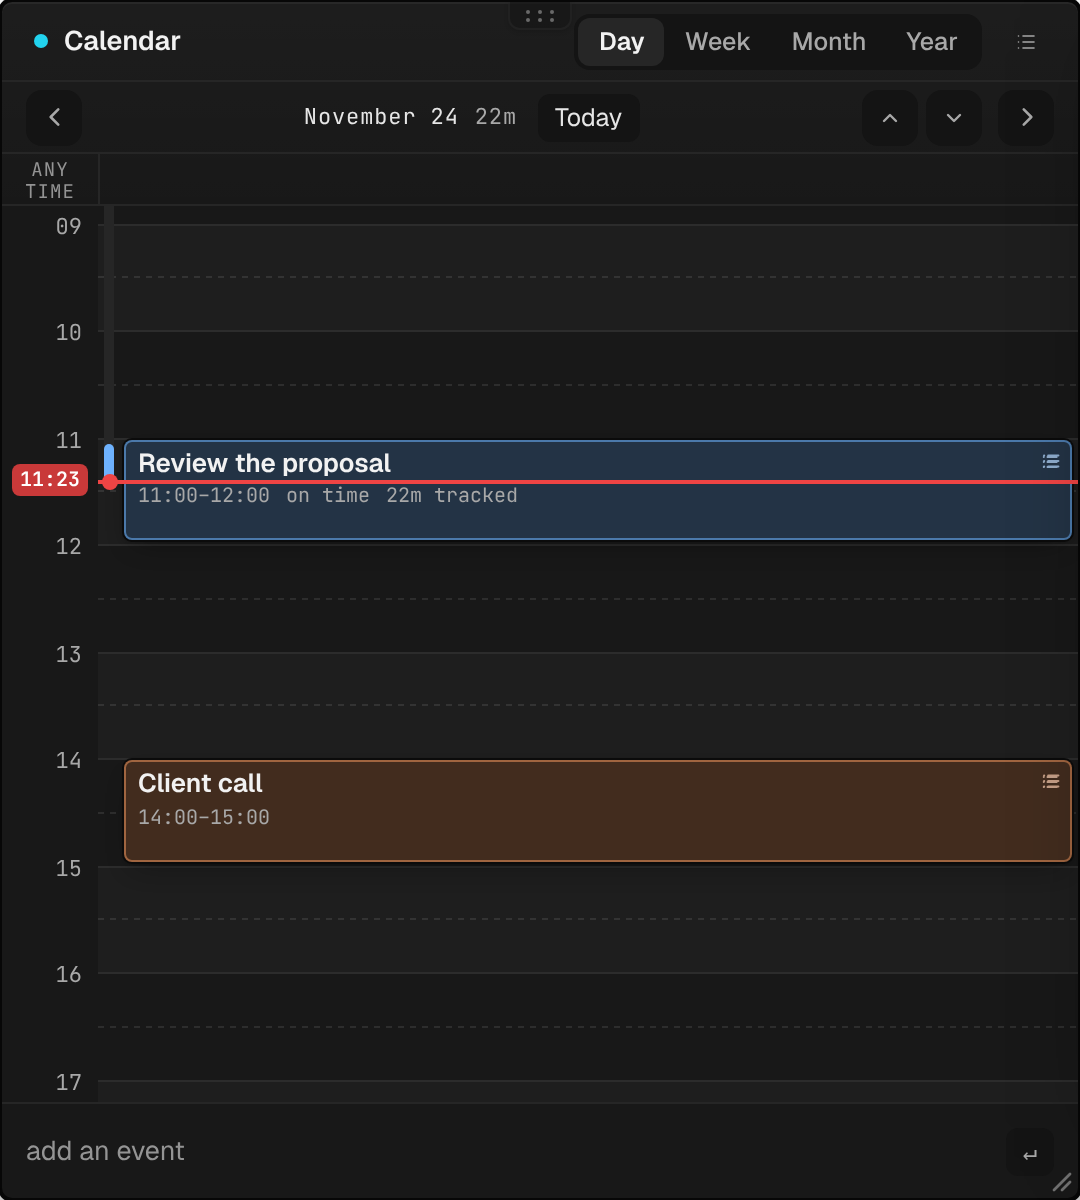 Calendar
Day Week Month Year
November 24 22m Today
ANY
TIME
09
10
11
Review the proposal
11:23
11:00–12:00 on time 22m tracked
12
13
14
Client call
14:00–15:00
15
16
17
add an event